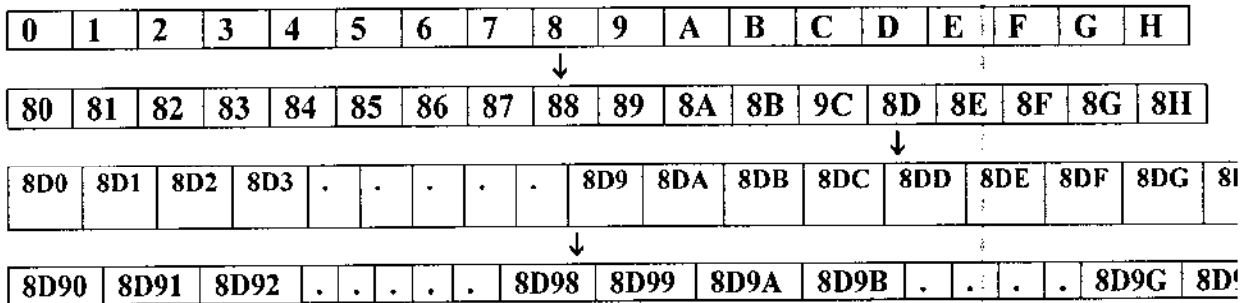 0 1 2 3 4 5 6 7 8 9 A B C D E F G H
↓
80 81 82 83 84 85 86 87 88 89 8A 8B 9C 8D 8E 8F 8G 8H
↓
8D0 8D1 8D2 8D3 . . . . . 8D9 8DA 8DB 8DC 8DD 8DE 8DF 8DG
↓
8D90 8D91 8D92 . . . . . 8D98 8D99 8D9A 8D9B . . . . 8D9G